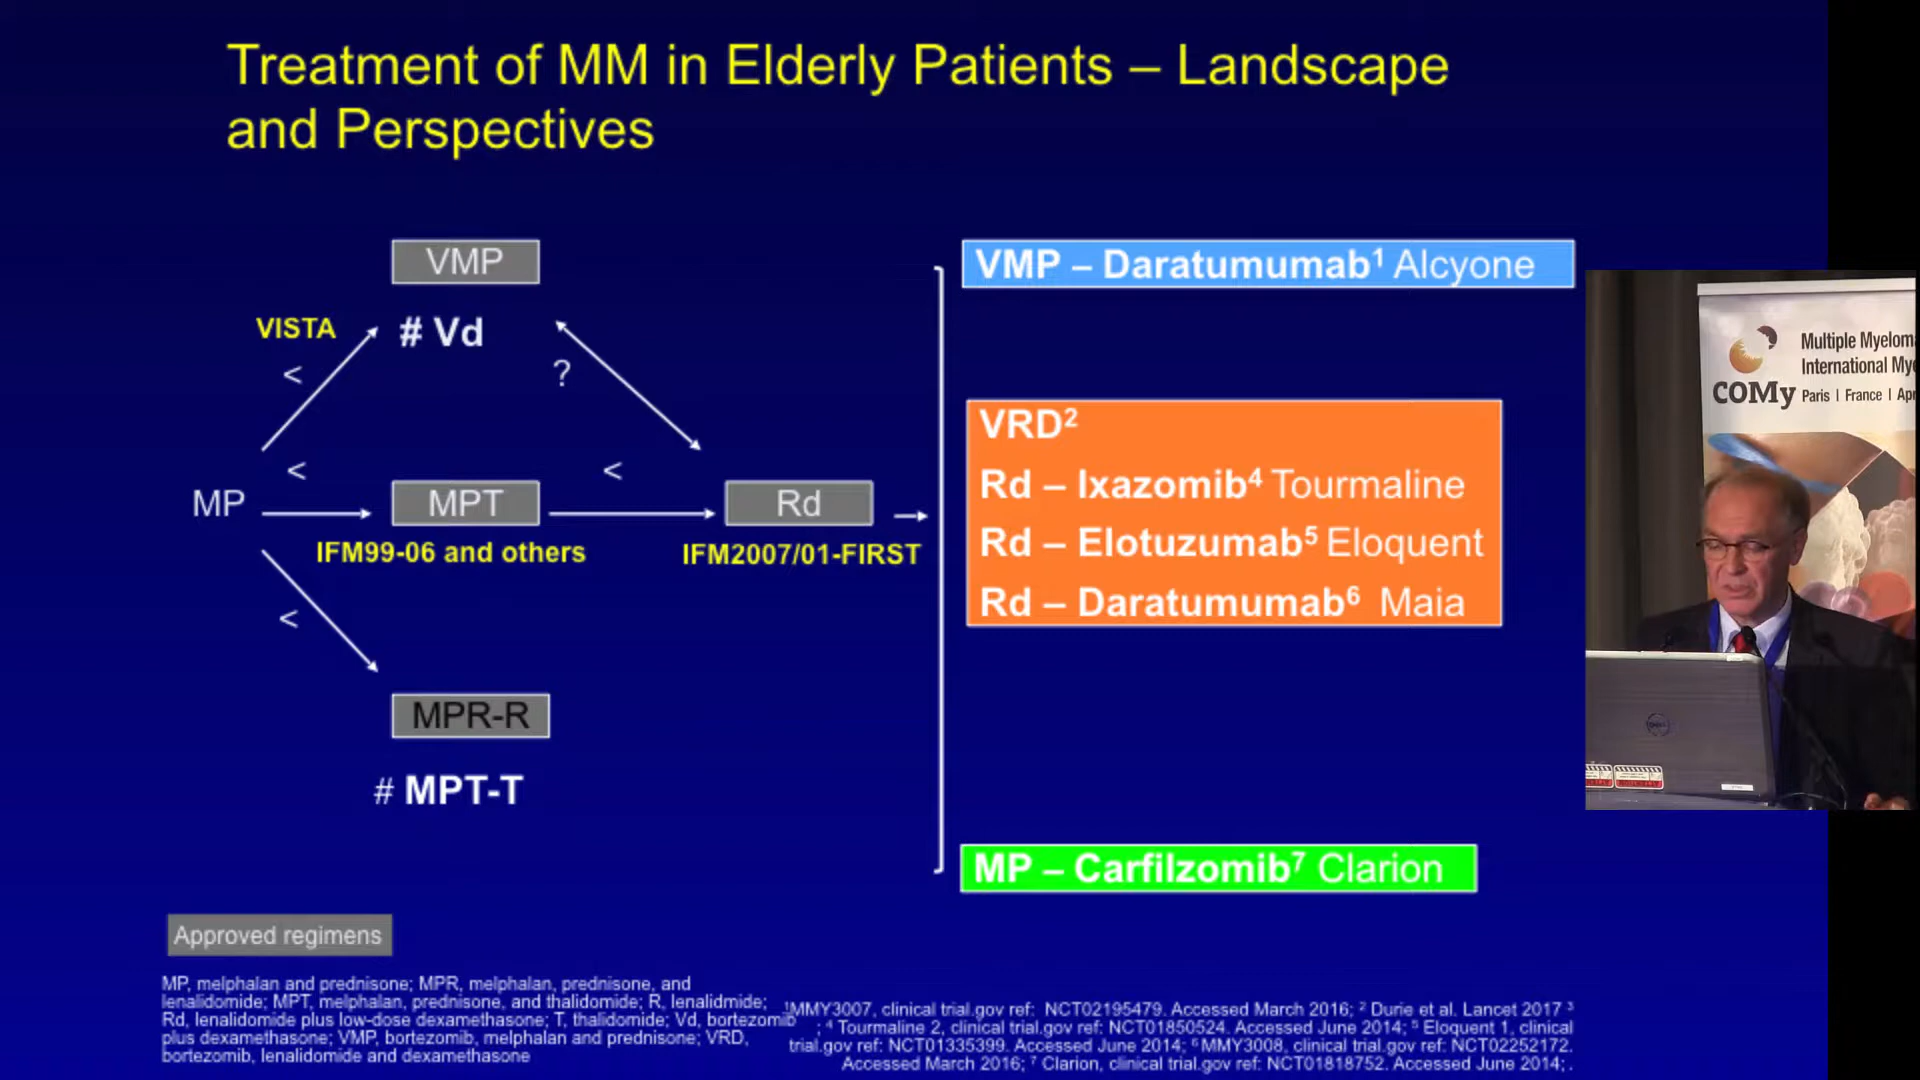 Treatment of MM in Elderly Patients – Landscape
and Perspectives
VMP
VISTA
# Vd
<
?
MP
<
MPT
<
Rd
IFM99-06 and others
IFM2007/01-FIRST
<
MPR-R
# MPT-T
VMP – Daratumumab¹ Alcyone
VRD²
Rd – Ixazomib⁴ Tourmaline
Rd – Elotuzumab⁵ Eloquent
Rd – Daratumumab⁶ Maia
MP – Carfilzomib⁷ Clarion
Approved regimens
MP, melphalan and prednisone; MPR, melphalan, prednisone, and
lenalidomide; MPT, melphalan, prednisone, and thalidomide; R, lenalidmide;
Rd, lenalidomide plus low-dose dexamethasone; T, thalidomide; Vd, bortezomib
plus dexamethasone; VMP, bortezomib, melphalan and prednisone; VRD,
bortezomib, lenalidomide and dexamethasone
¹MMY3007, clinical trial.gov ref: NCT02195479. Accessed March 2016; ² Durie et al. Lancet 2017 ³
; ⁴ Tourmaline 2, clinical trial.gov ref: NCT01850524. Accessed June 2014; ⁵ Eloquent 1, clinical
trial.gov ref: NCT01335399. Accessed June 2014; ⁶ MMY3008, clinical trial.gov ref: NCT02252172.
Accessed March 2016; ⁷ Clarion, clinical trial.gov ref: NCT01818752. Accessed June 2014;.
Multiple Myelom
International My
COMy
Paris | France | Apr
DELL